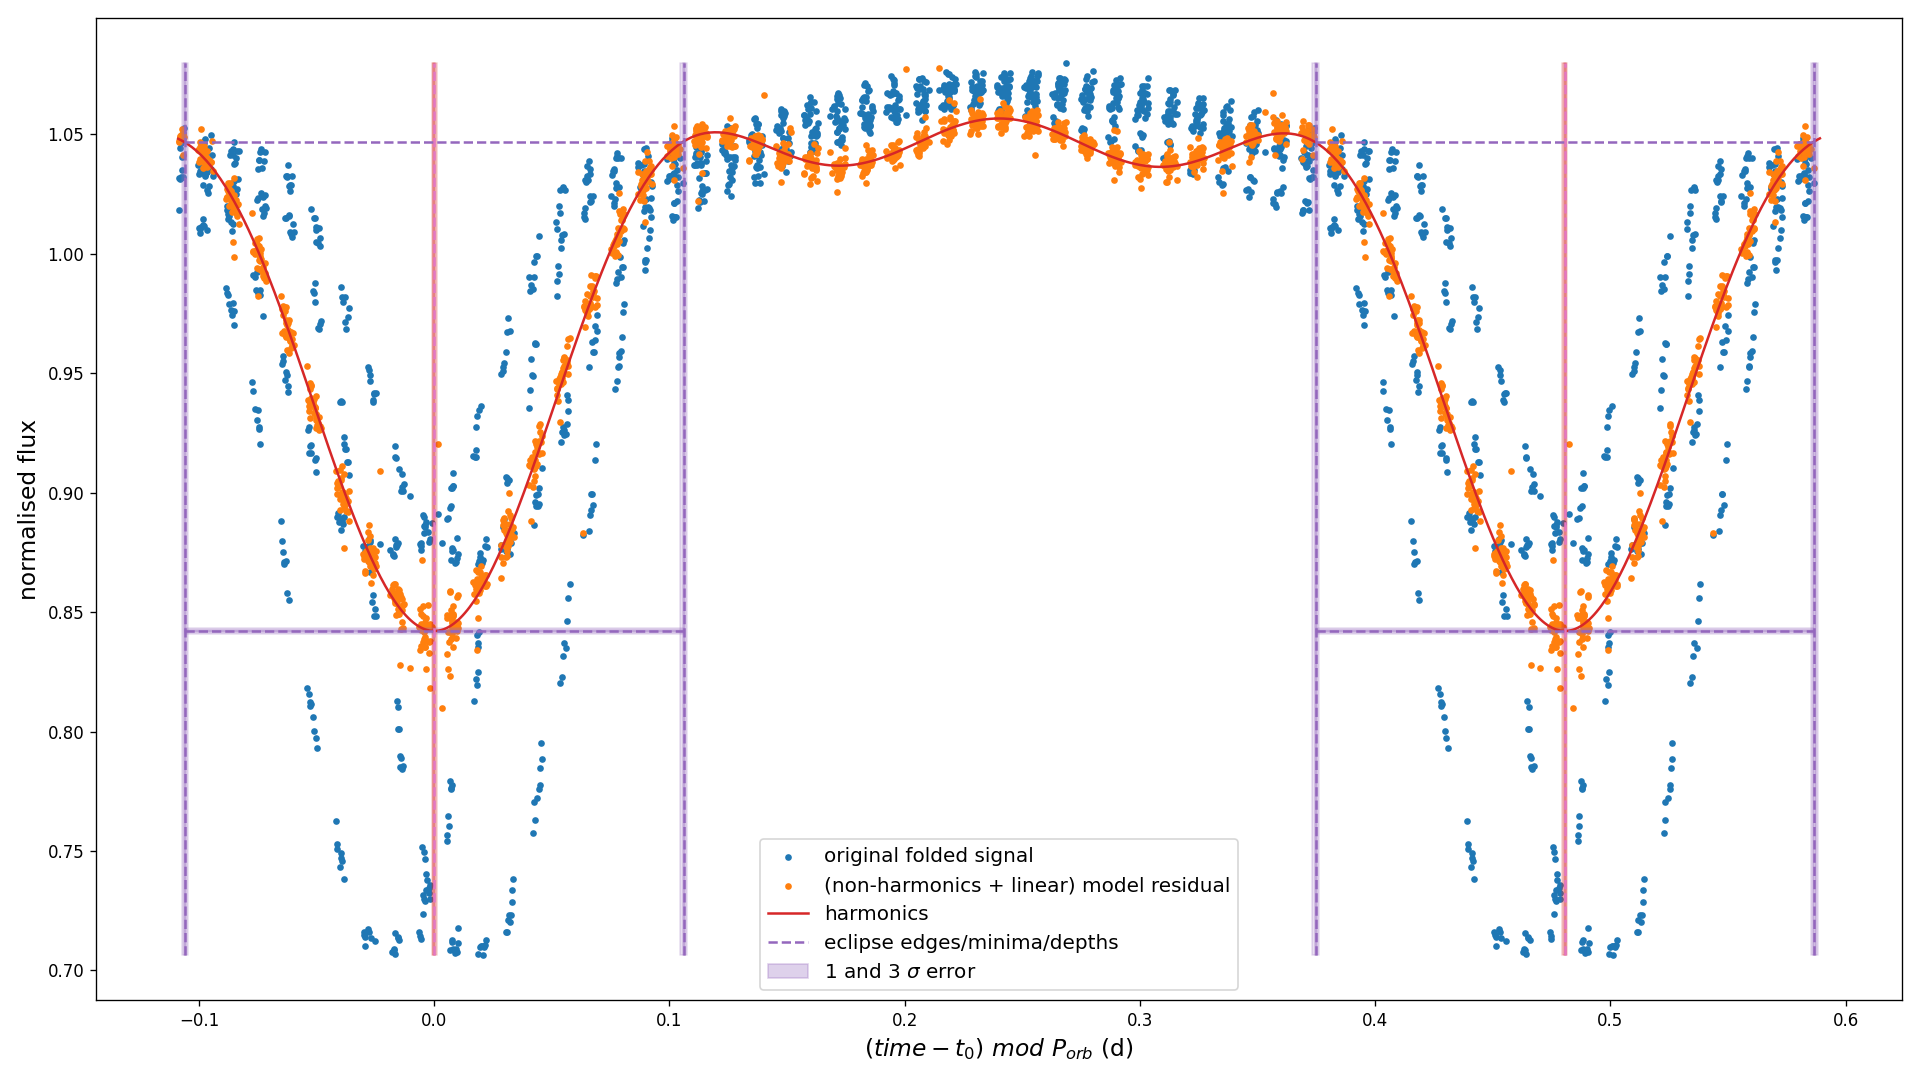 normalised flux
1.05
1.00
0.95
0.90
0.85
0.80
0.75
0.70
−0.1
0.0
0.1
0.2
0.3
0.4
0.5
0.6
(time − t₀) mod Pₒᵣ₆ (d)
original folded signal
(non-harmonics + linear) model residual
harmonics
eclipse edges/minima/depths
1 and 3 σ error